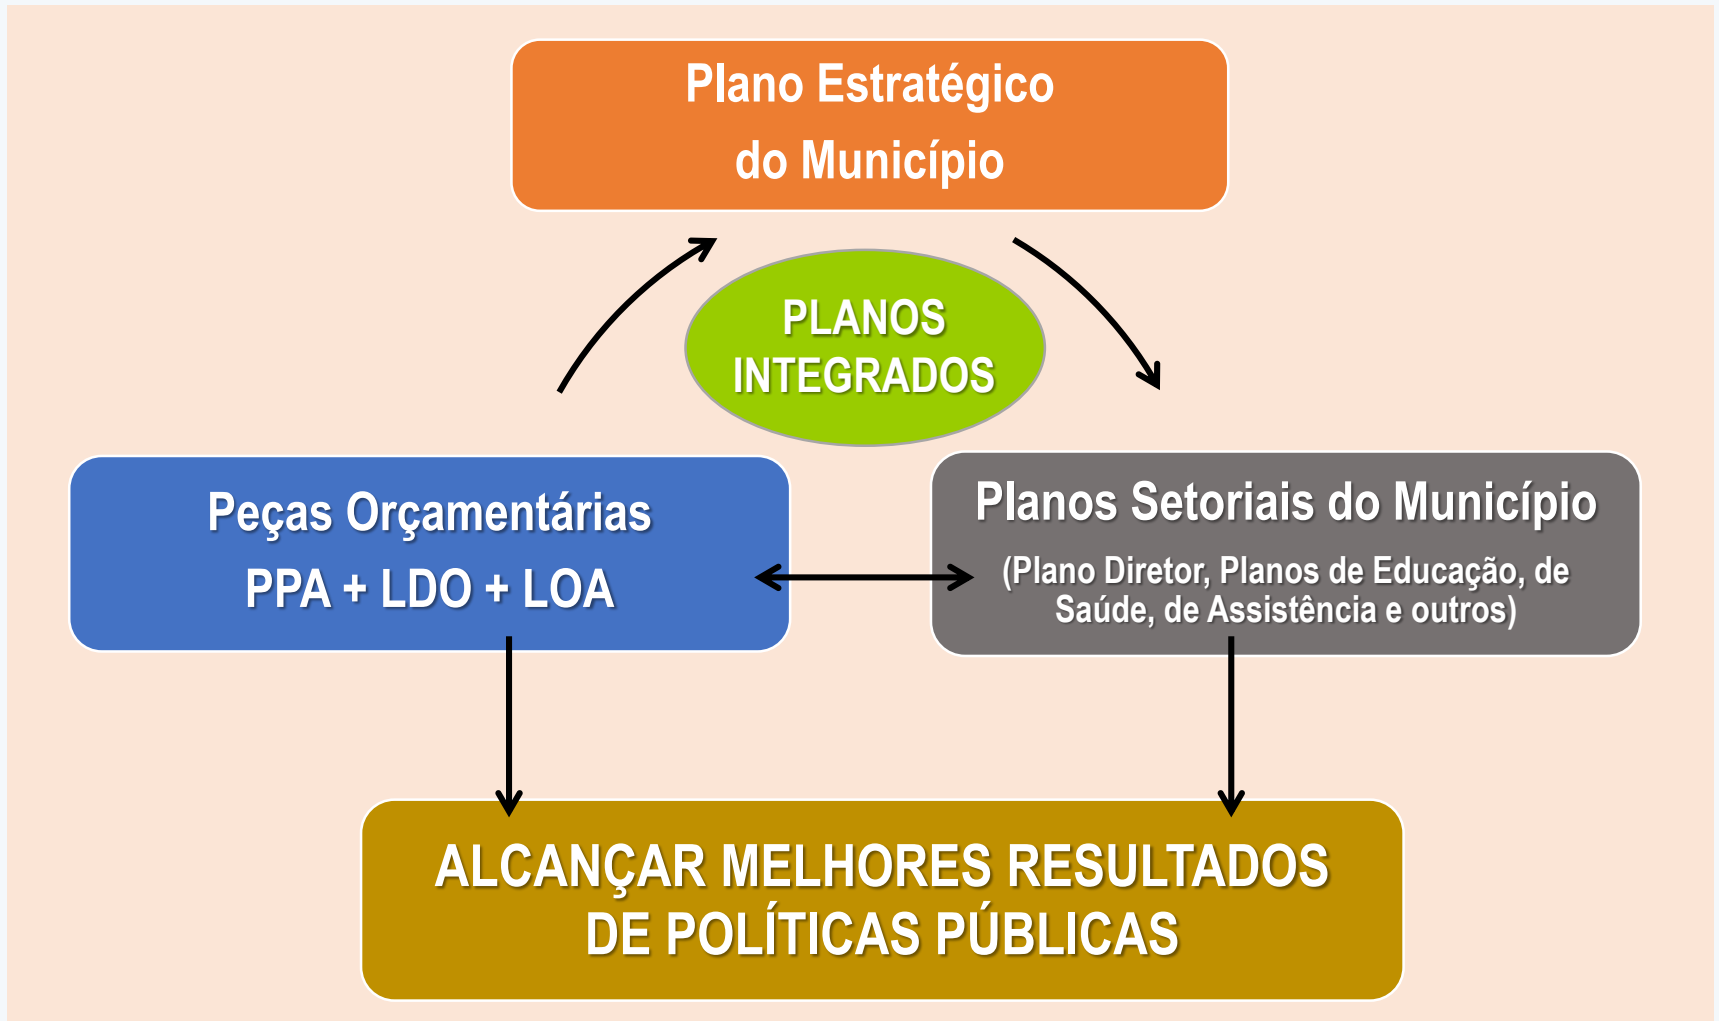 Plano Estratégico
do Município
PLANOS
INTEGRADOS
Peças Orçamentárias
PPA + LDO + LOA
Planos Setoriais do Município
(Plano Diretor, Planos de Educação, de
Saúde, de Assistência e outros)
ALCANÇAR MELHORES RESULTADOS
DE POLÍTICAS PÚBLICAS